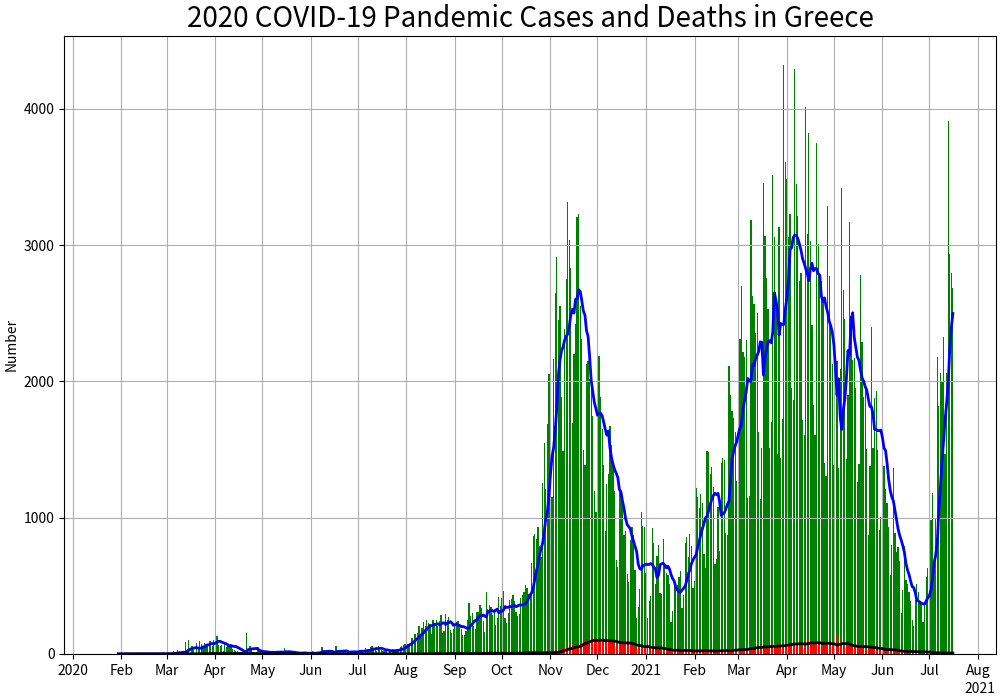 2020 COVID-19 Pandemic Cases and Deaths in Greece
Number
4000
3000
2000
1000
0
2020 Feb Mar Apr May Jun Jul Aug Sep Oct Nov Dec 2021 Feb Mar Apr May Jun Jul Aug
2021